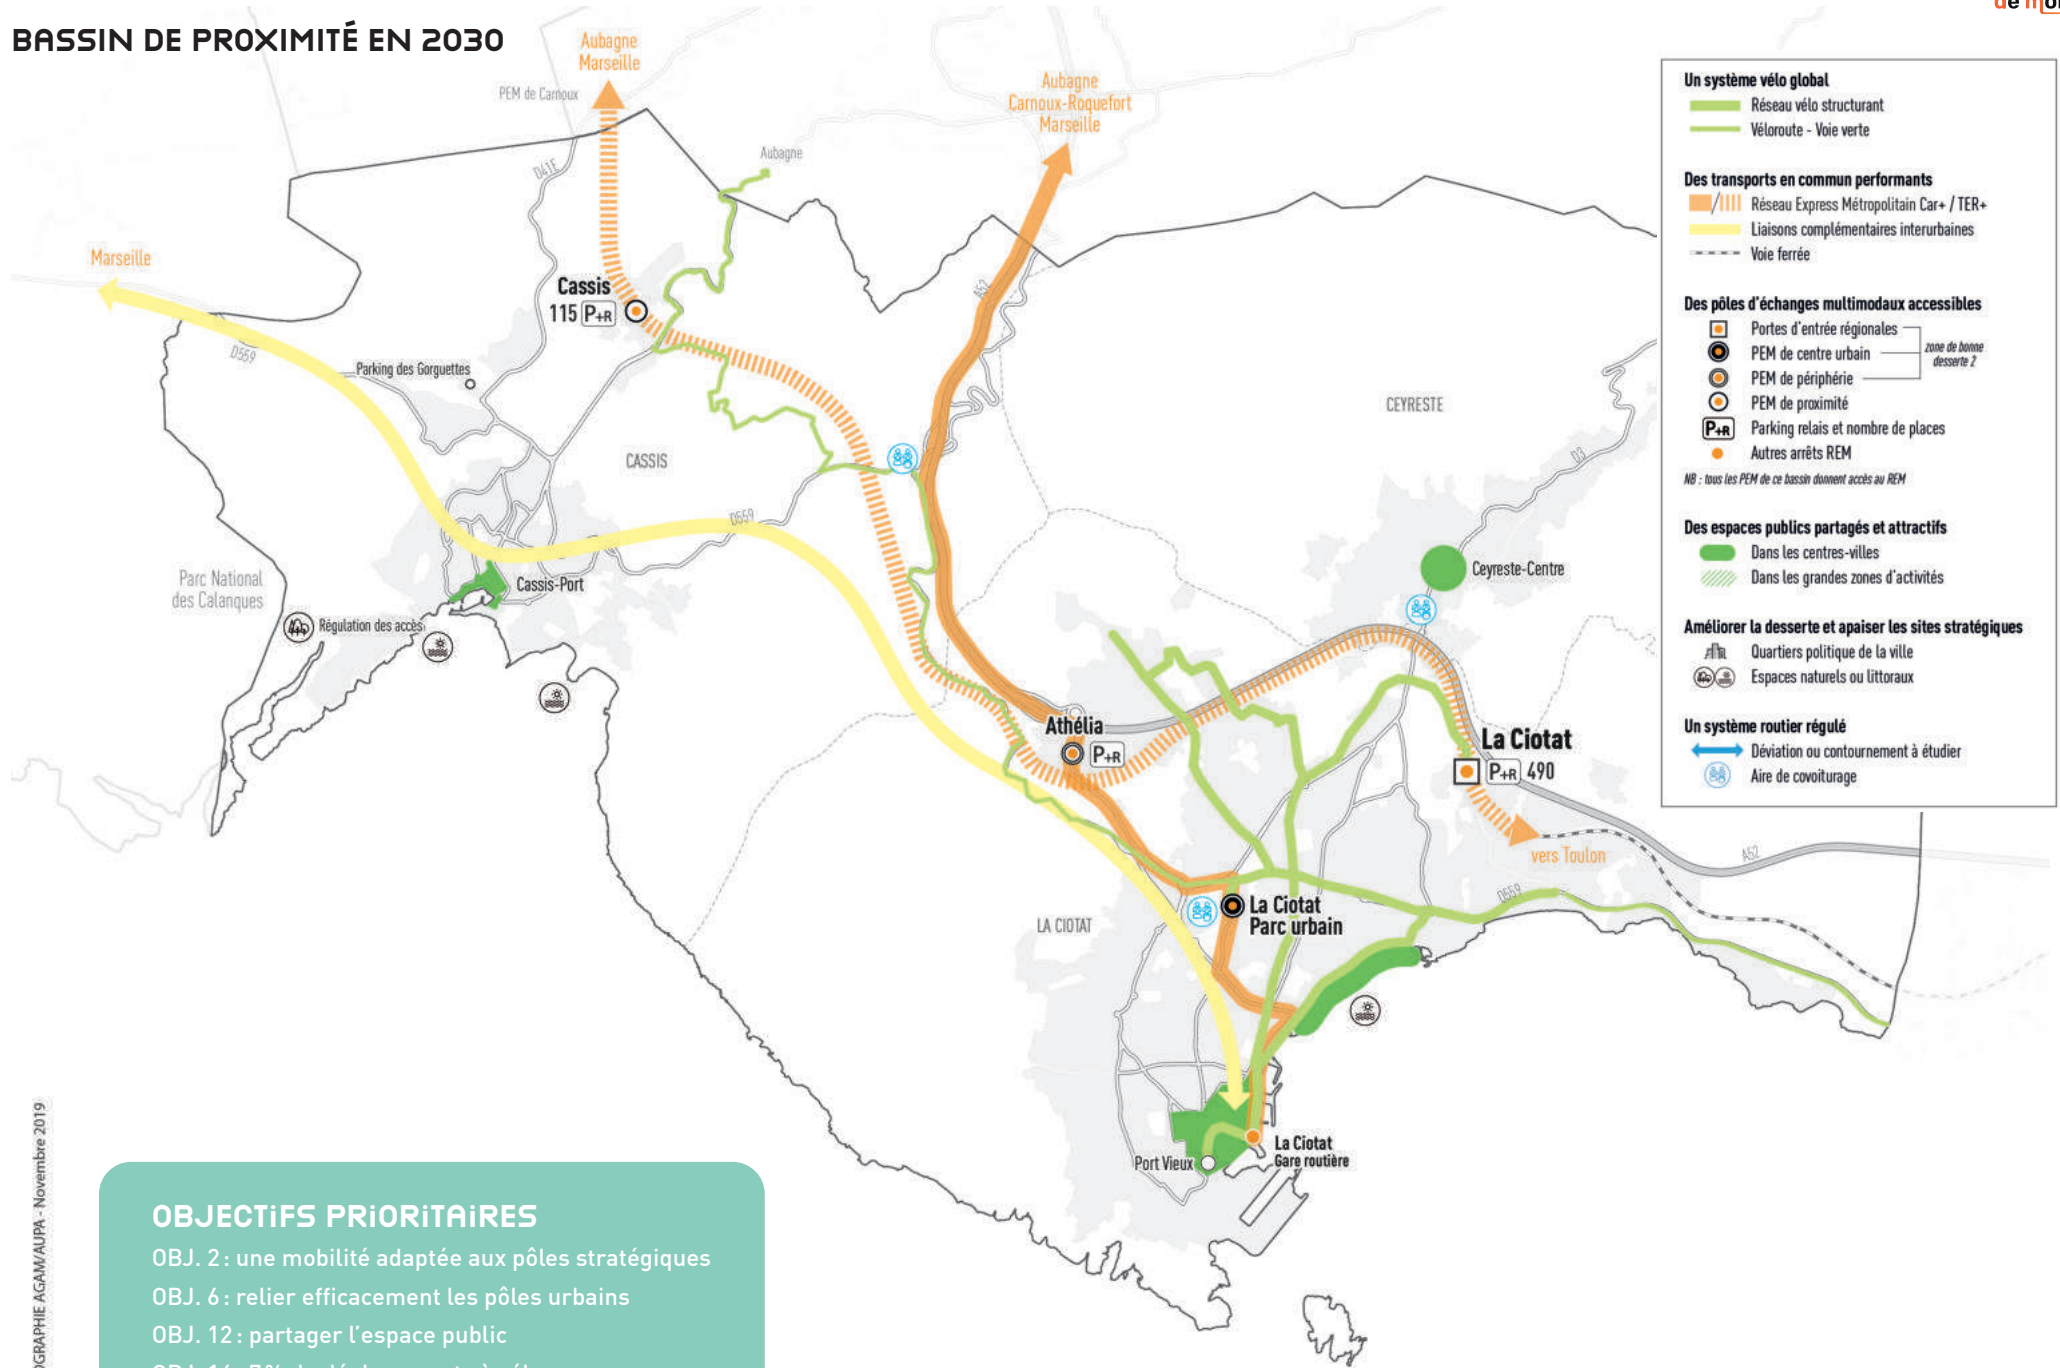 BASSIN DE PROXIMITÉ EN 2030
Aubagne
Marseille
PEM de Carnoux
D41E
Aubagne
Carnoux-Roquefort
Marseille
Aubagne
Marseille
A52
Cassis
115 P+R
D559
Parking des Gorguettes
CASSIS
CEYRESTE
D3
D559
Ceyreste-Centre
Parc National
des Calanques
Cassis-Port
Régulation des accès
Athélia
P+R
La Ciotat
P+R 490
vers Toulon
A52
D559
La Ciotat
Parc urbain
LA CIOTAT
La Ciotat
Gare routière
Port Vieux
Un système vélo global
Réseau vélo structurant
Véloroute - Voie verte
Des transports en commun performants
Réseau Express Métropolitain Car+ / TER+
Liaisons complémentaires interurbaines
Voie ferrée
Des pôles d'échanges multimodaux accessibles
Portes d'entrée régionales
PEM de centre urbain
zone de bonne
desserte 2
PEM de périphérie
PEM de proximité
P+R Parking relais et nombre de places
Autres arrêts REM
NB : tous les PEM de ce bassin donnent accès au REM
Des espaces publics partagés et attractifs
Dans les centres-villes
Dans les grandes zones d'activités
Améliorer la desserte et apaiser les sites stratégiques
Quartiers politique de la ville
Espaces naturels ou littoraux
Un système routier régulé
Déviation ou contournement à étudier
Aire de covoiturage
OGRAPHIE AGAM/AUPA - Novembre 2019
OBJECTiFS PRiORiTAiRES
OBJ. 2 : une mobilité adaptée aux pôles stratégiques
OBJ. 6 : relier efficacement les pôles urbains
OBJ. 12 : partager l'espace public